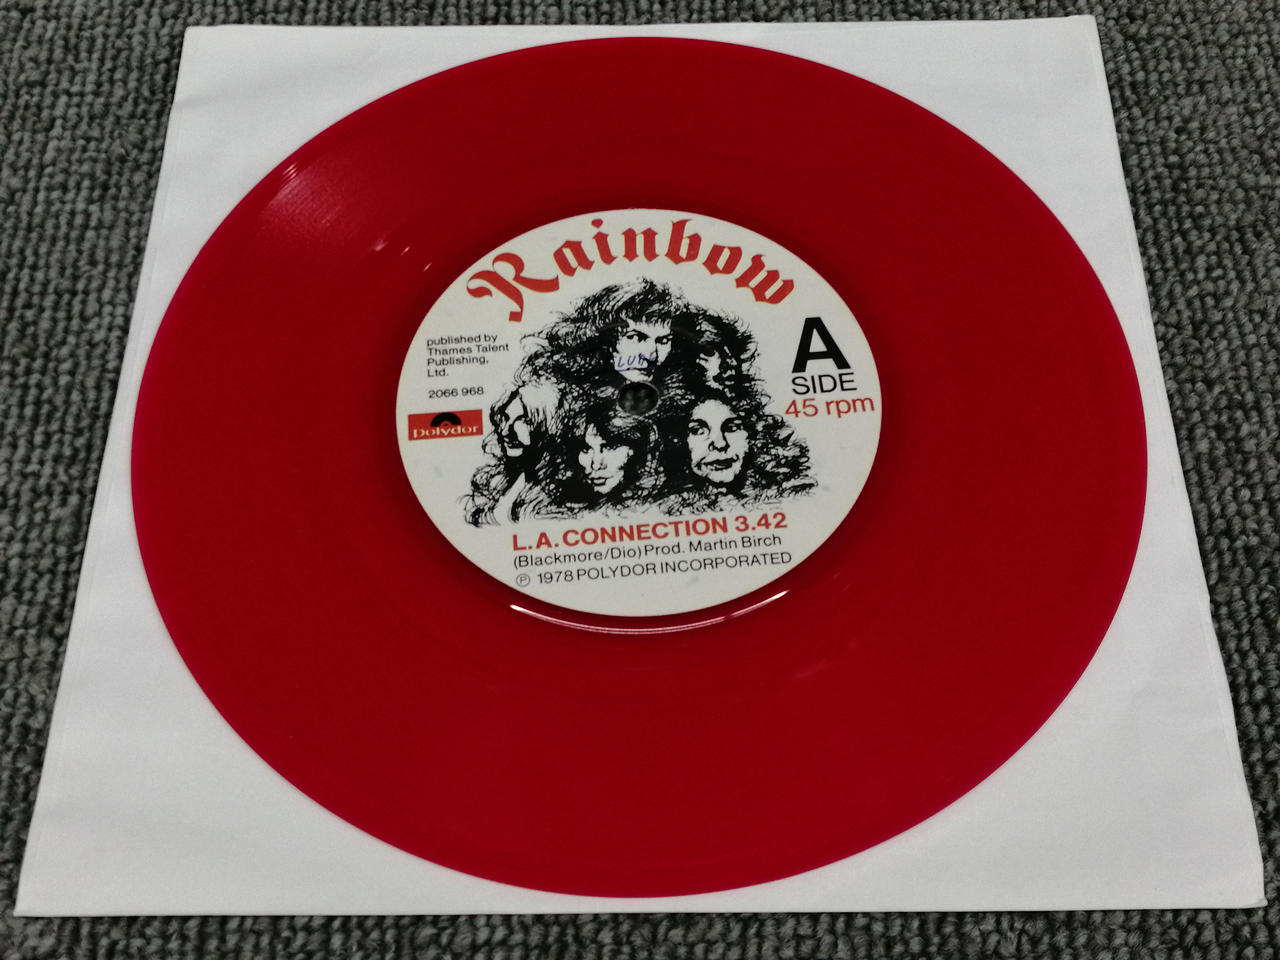 Rainbow
published by
Thames Talent
Publishing,
Ltd.
2066 968
Polydor
A
SIDE
45 rpm
L.A. CONNECTION 3.42
(Blackmore/Dio) Prod. Martin Birch
℗ 1978 POLYDOR INCORPORATED